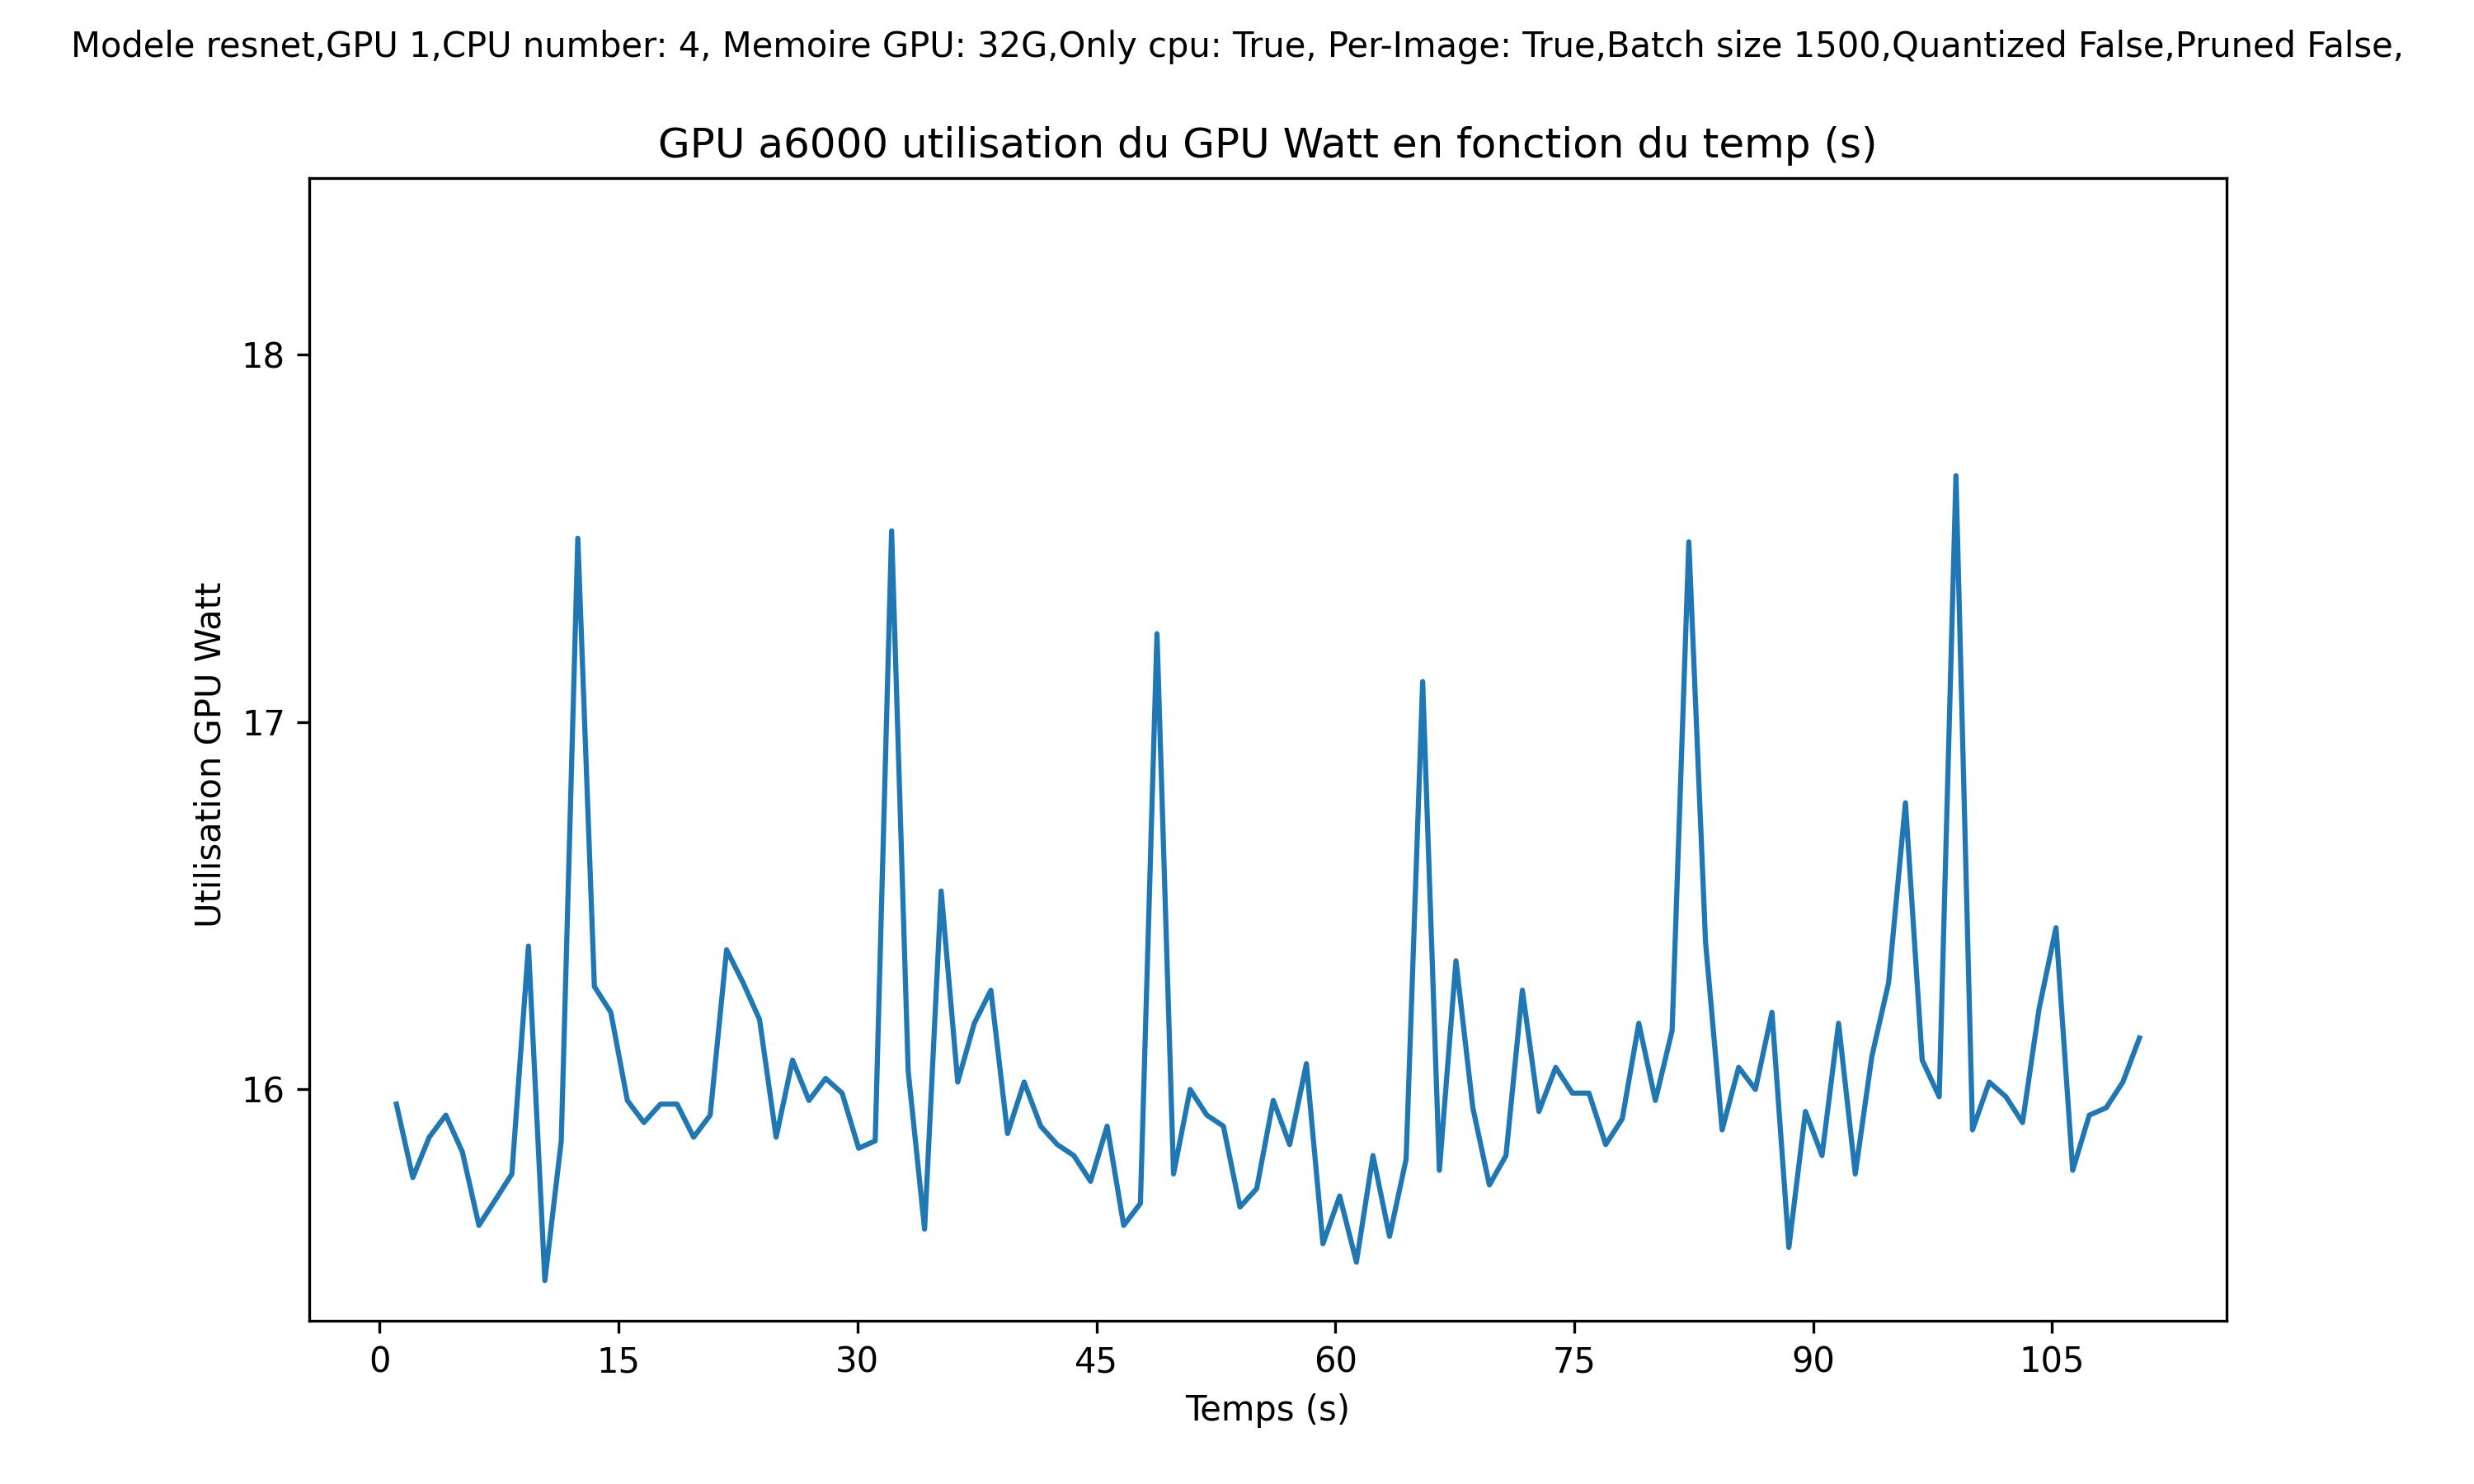 Modele resnet,GPU 1,CPU number: 4, Memoire GPU: 32G,Only cpu: True, Per-Image: True,Batch size 1500,Quantized False,Pruned False,
GPU a6000 utilisation du GPU Watt en fonction du temp (s)
Utilisation GPU Watt
18
17
16
0 15 30 45 60 75 90 105
Temps (s)